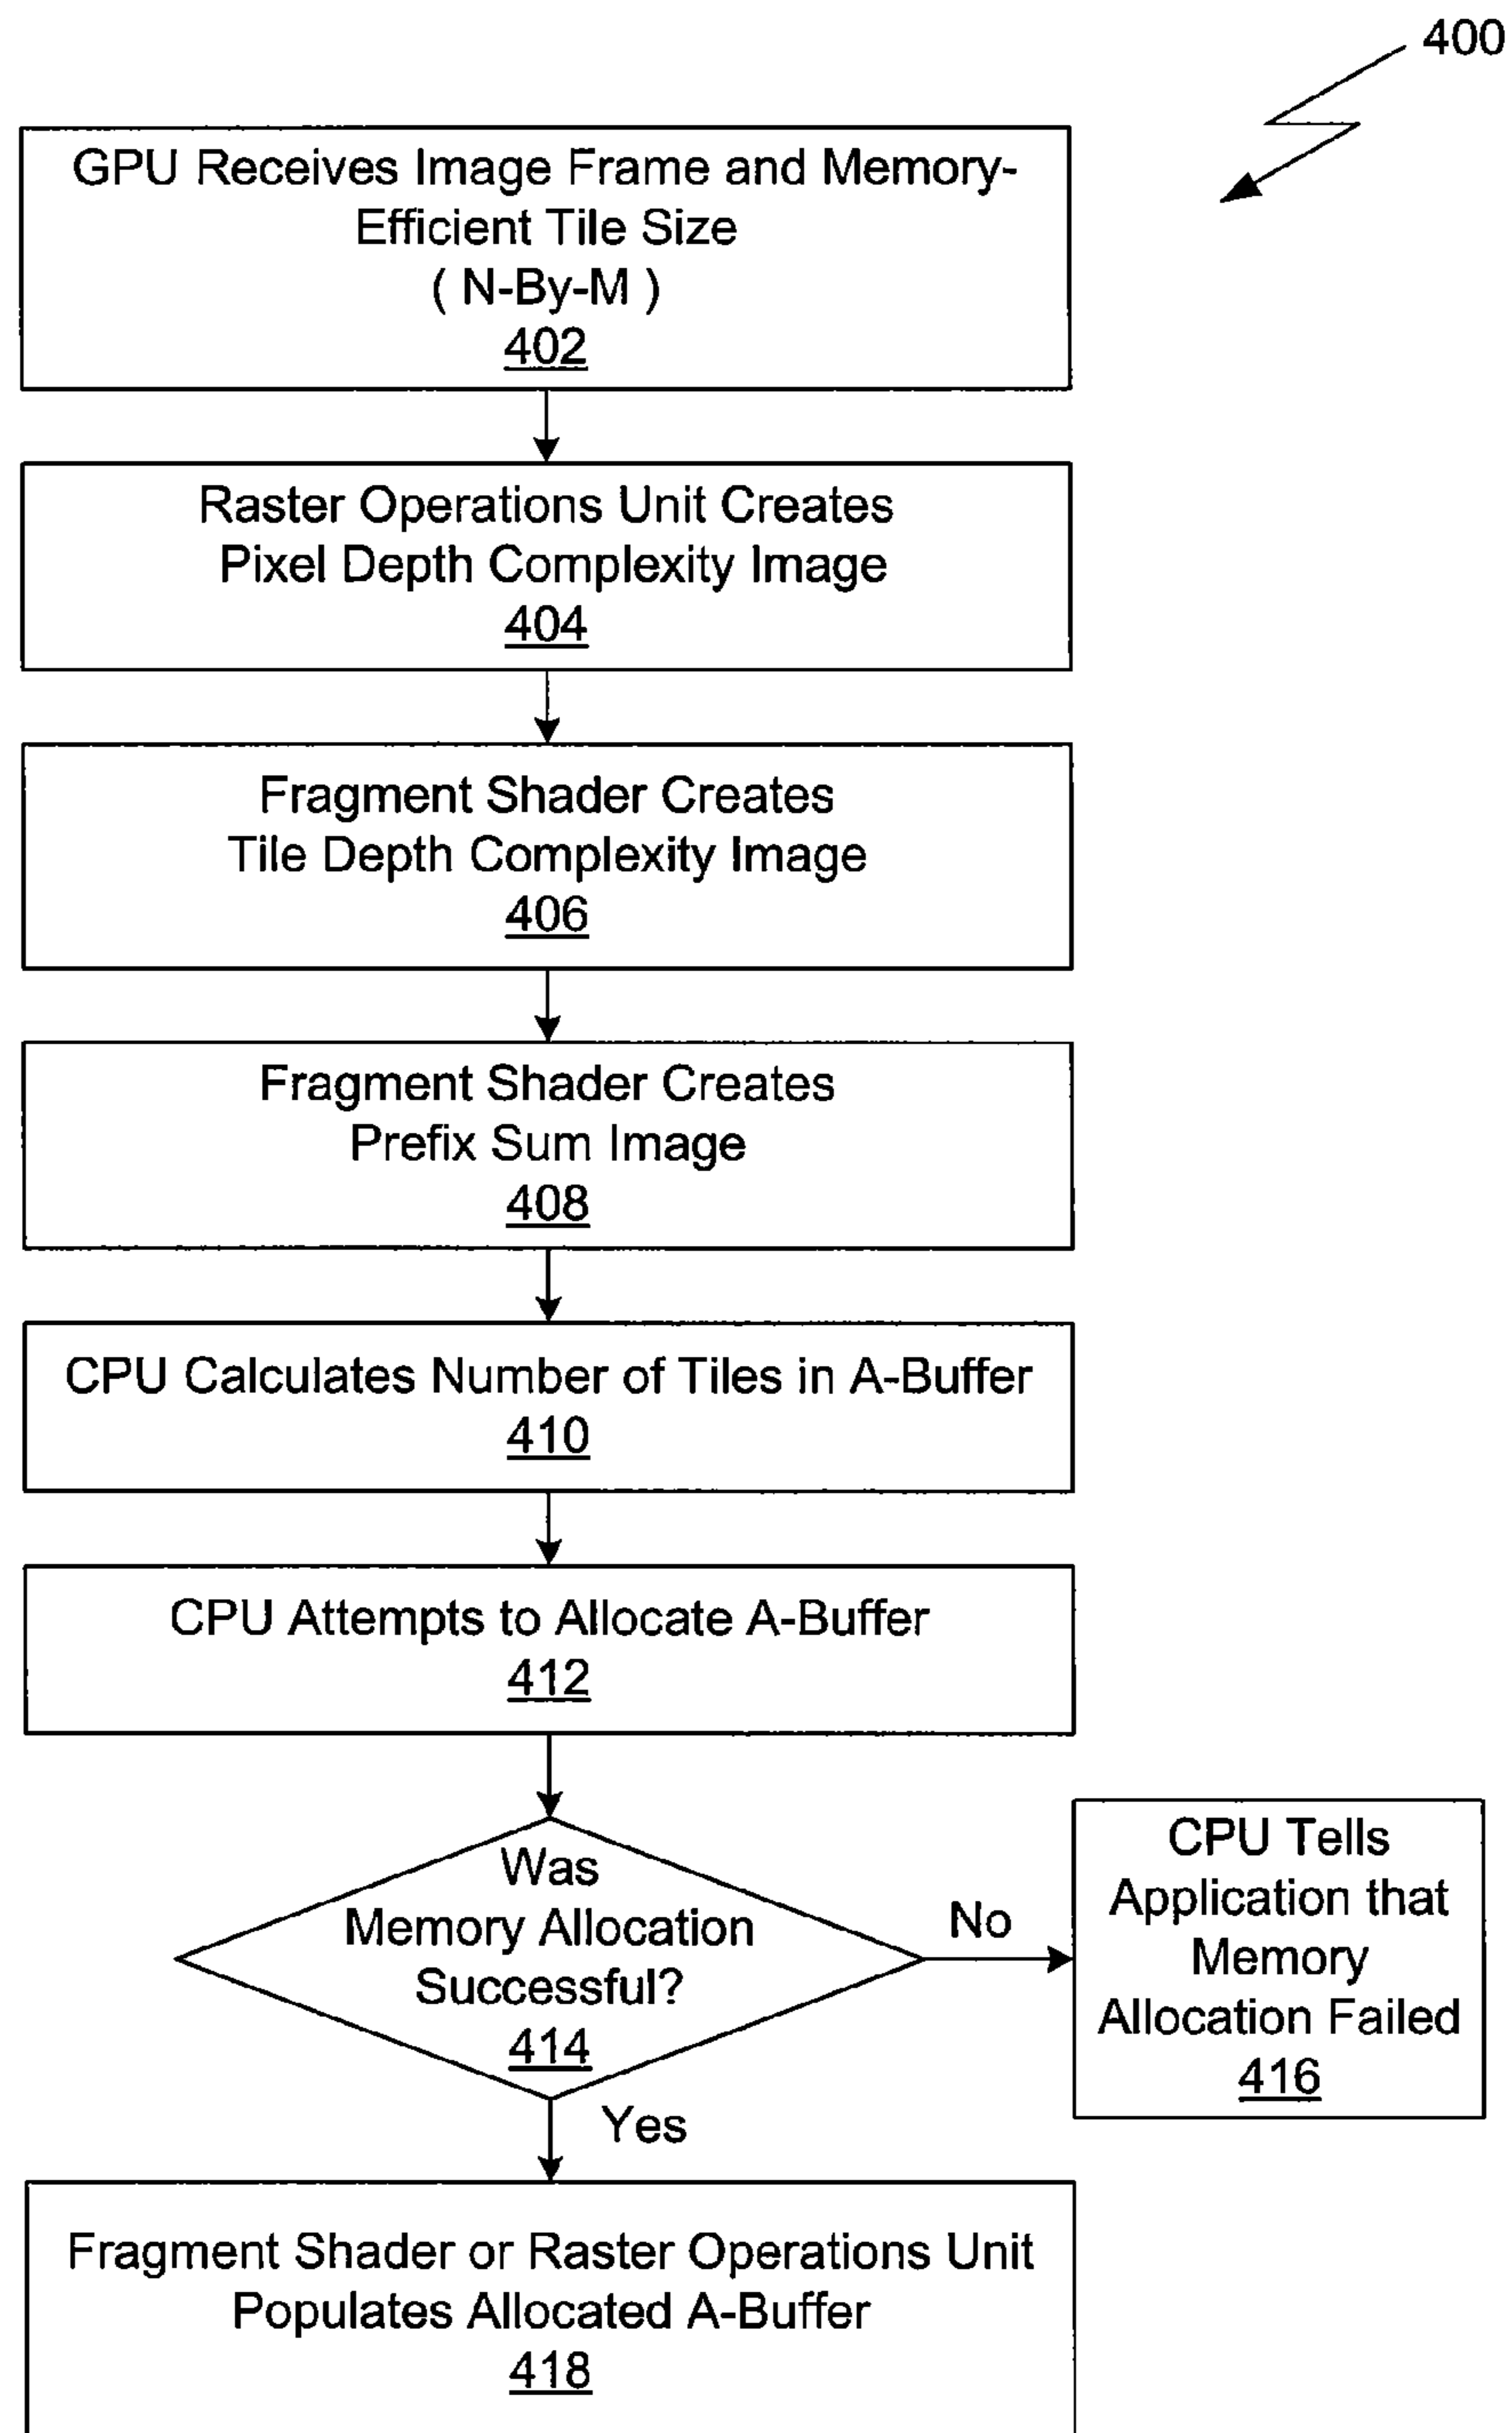 400
GPU Receives Image Frame and Memory-
Efficient Tile Size
( N-By-M )
402
Raster Operations Unit Creates
Pixel Depth Complexity Image
404
Fragment Shader Creates
Tile Depth Complexity Image
406
Fragment Shader Creates
Prefix Sum Image
408
CPU Calculates Number of Tiles in A-Buffer
410
CPU Attempts to Allocate A-Buffer
412
Was
Memory Allocation
Successful?
414
No
CPU Tells
Application that
Memory
Allocation Failed
416
Yes
Fragment Shader or Raster Operations Unit
Populates Allocated A-Buffer
418